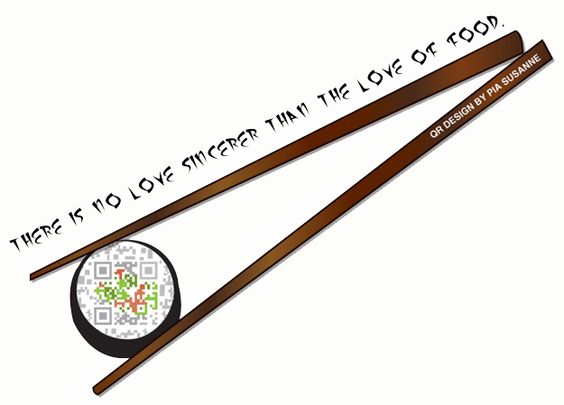 THERE IS NO LOVE SINCERER THAN THE LOVE OF FOOD.
QR DESIGN BY PIA SUSANNE